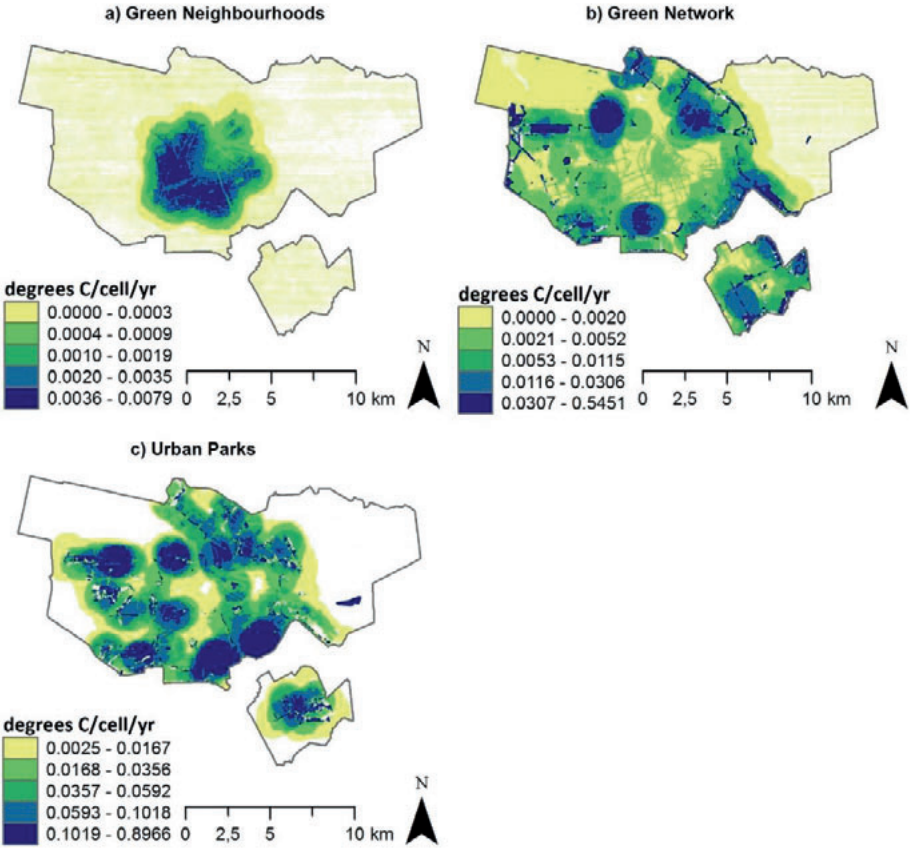 a) Green Neighbourhoods
degrees C/cell/yr
0.0000 - 0.0003
0.0004 - 0.0009
0.0010 - 0.0019
0.0020 - 0.0035
0.0036 - 0.0079
0 2,5 5 10 km
N
b) Green Network
degrees C/cell/yr
0.0000 - 0.0020
0.0021 - 0.0052
0.0053 - 0.0115
0.0116 - 0.0306
0.0307 - 0.5451
0 2,5 5 10 km
N
c) Urban Parks
degrees C/cell/yr
0.0025 - 0.0167
0.0168 - 0.0356
0.0357 - 0.0592
0.0593 - 0.1018
0.1019 - 0.8966
0 2,5 5 10 km
N